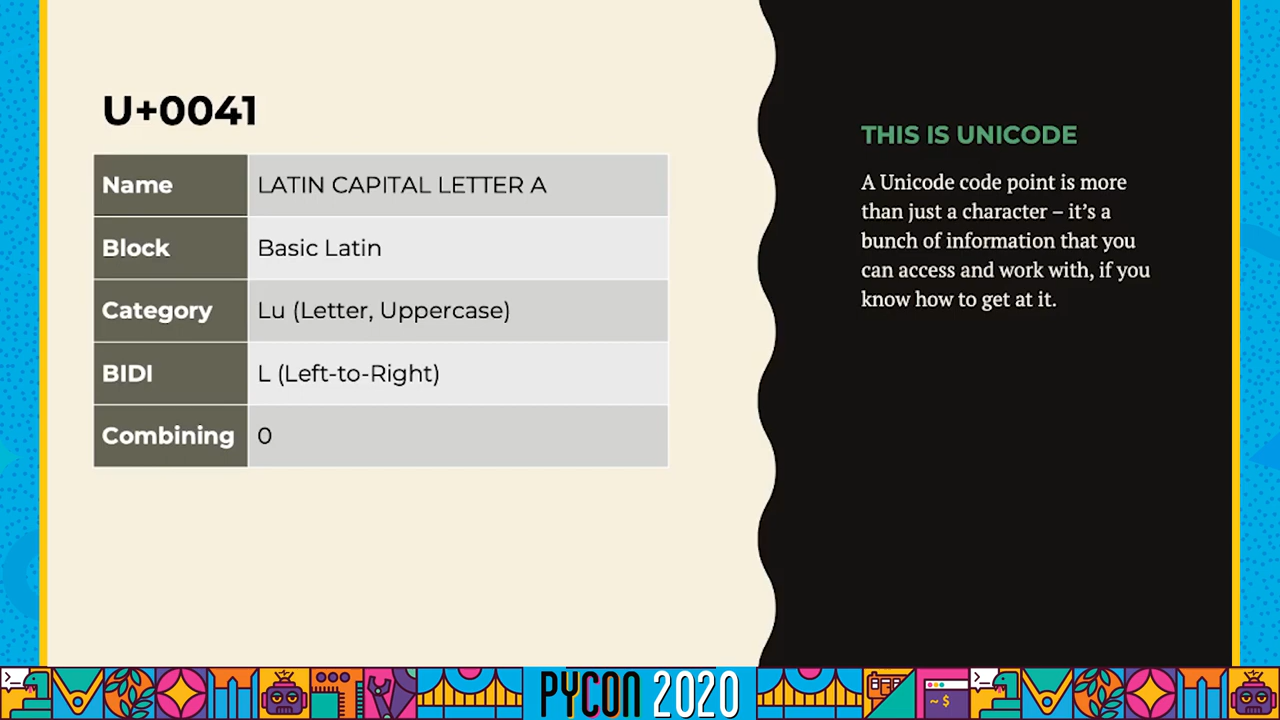 U+0041
Name LATIN CAPITAL LETTER A
Block Basic Latin
Category Lu (Letter, Uppercase)
BIDI L (Left-to-Right)
Combining 0
THIS IS UNICODE
A Unicode code point is more
than just a character – it’s a
bunch of information that you
can access and work with, if you
know how to get at it.
PYCON 2020
~ $